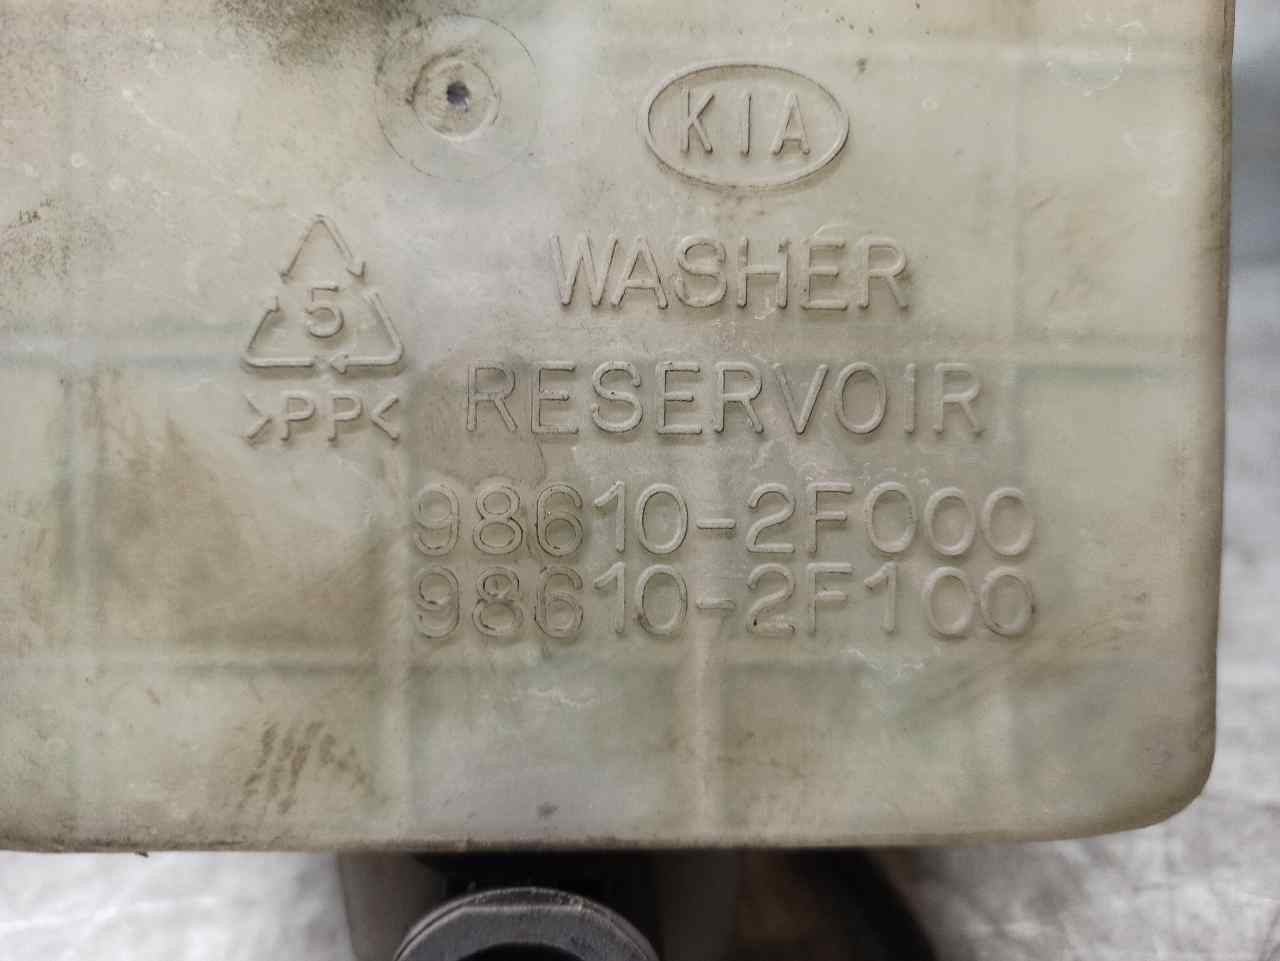 KIA
WASHER
5
>PP<
RESERVOIR
98610-2F000
98610-2F100